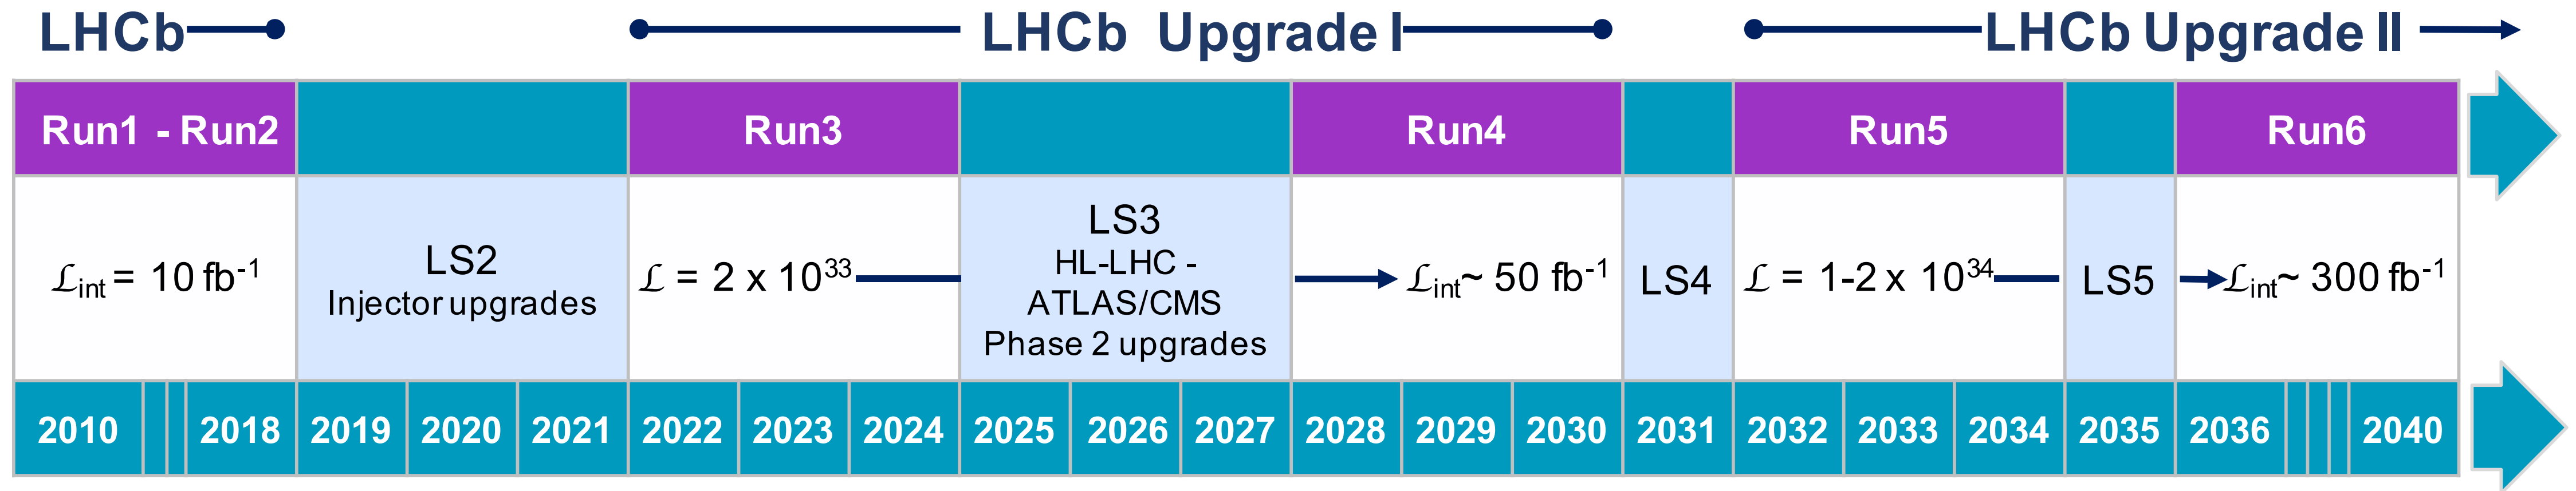 LHCb LHCb Upgrade I LHCb Upgrade II
Run1 - Run2 Run3 Run4 Run5 Run6
ℒint = 10 fb-1
LS2
Injector upgrades
ℒ = 2 x 10³³
LS3
HL-LHC -
ATLAS/CMS
Phase 2 upgrades
ℒint~ 50 fb-1
LS4
ℒ = 1-2 x 10³⁴
LS5
ℒint~ 300 fb-1
2010 2018 2019 2020 2021 2022 2023 2024 2025 2026 2027 2028 2029 2030 2031 2032 2033 2034 2035 2036 2040